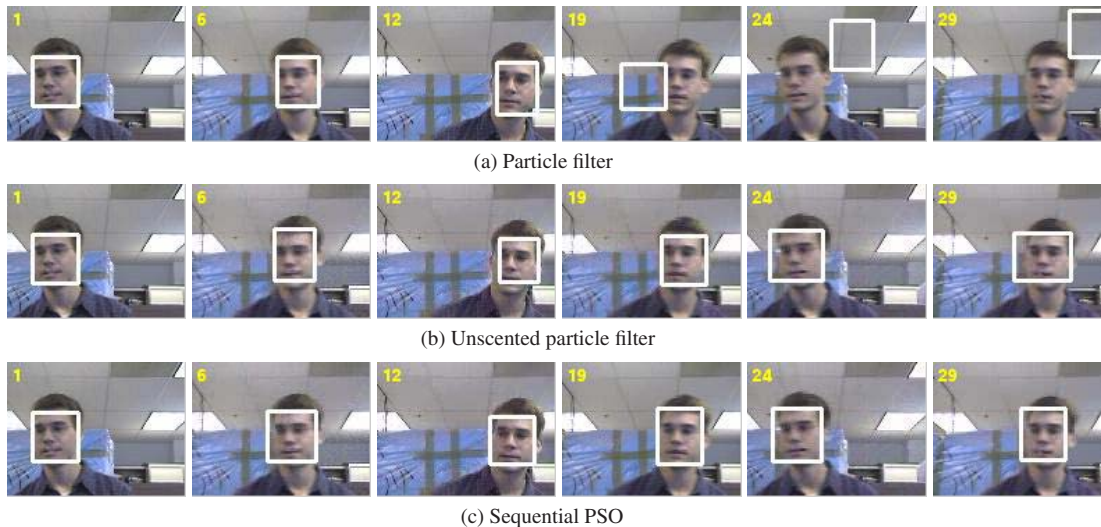 1 6 12 19 24 29
(a) Particle filter
1 6 12 19 24 29
(b) Unscented particle filter
1 6 12 19 24 29
(c) Sequential PSO